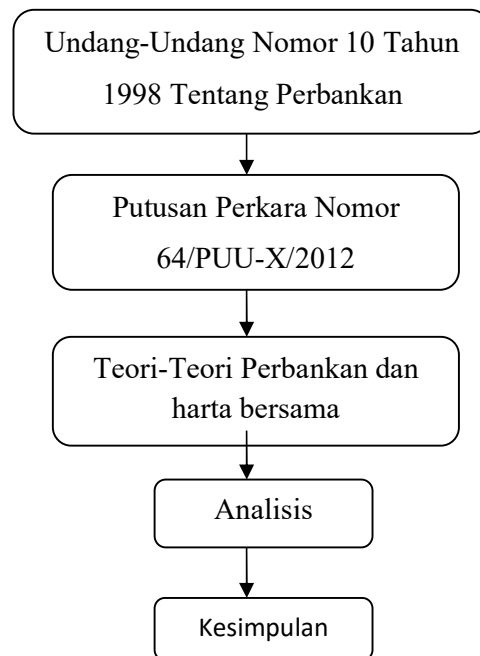 Undang-Undang Nomor 10 Tahun
1998 Tentang Perbankan
Putusan Perkara Nomor
64/PUU-X/2012
Teori-Teori Perbankan dan
harta bersama
Analisis
Kesimpulan